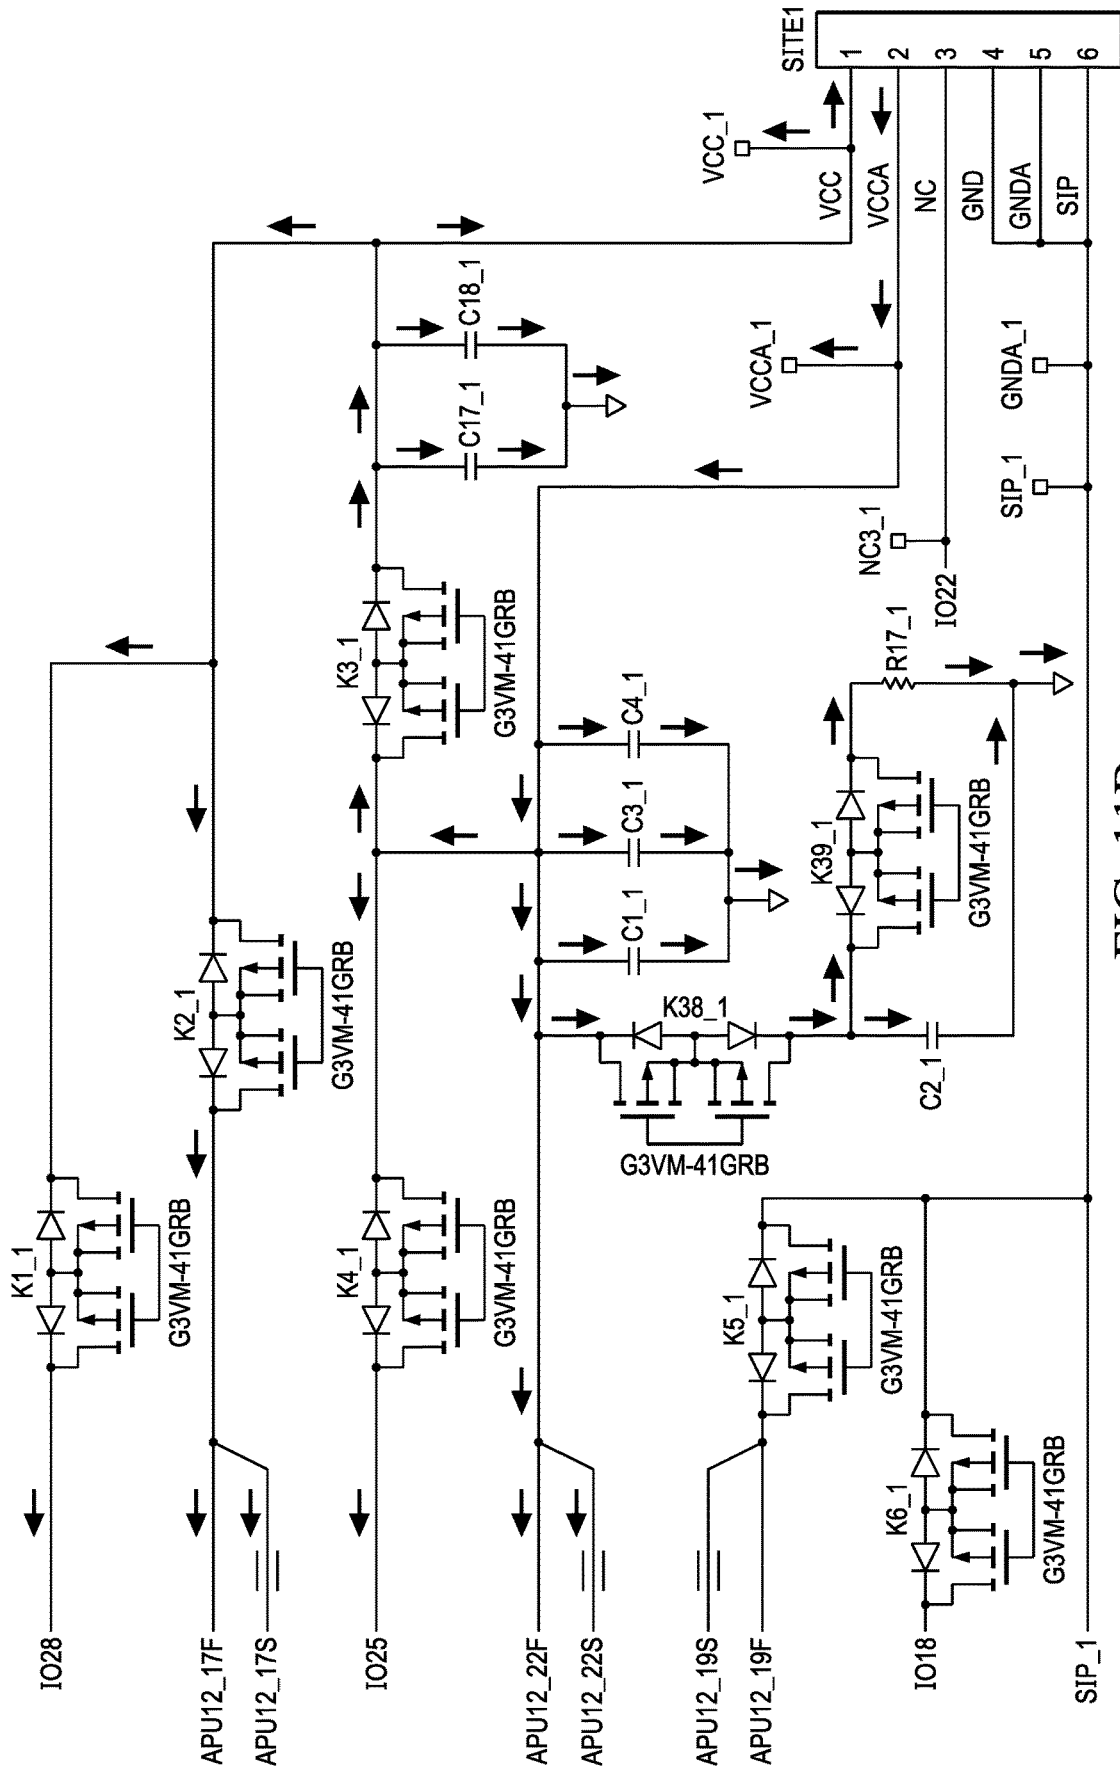 IO28
K1_1
G3VM-41GRB
APU12_17F
APU12_17S
K2_1
G3VM-41GRB
IO25
K4_1
G3VM-41GRB
K3_1
G3VM-41GRB
C17_1
C18_1
APU12_22F
APU12_22S
G3VM-41GRB
K38_1
C1_1
C3_1
C4_1
C2_1
K39_1
G3VM-41GRB
R17_1
APU12_19S
APU12_19F
K5_1
G3VM-41GRB
IO18
K6_1
G3VM-41GRB
SIP_1
NC3_1
IO22
SIP_1
GNDA_1
VCCA_1
VCC_1
VCC
VCCA
NC
GND
GNDA
SIP
SITE1
1
2
3
4
5
6